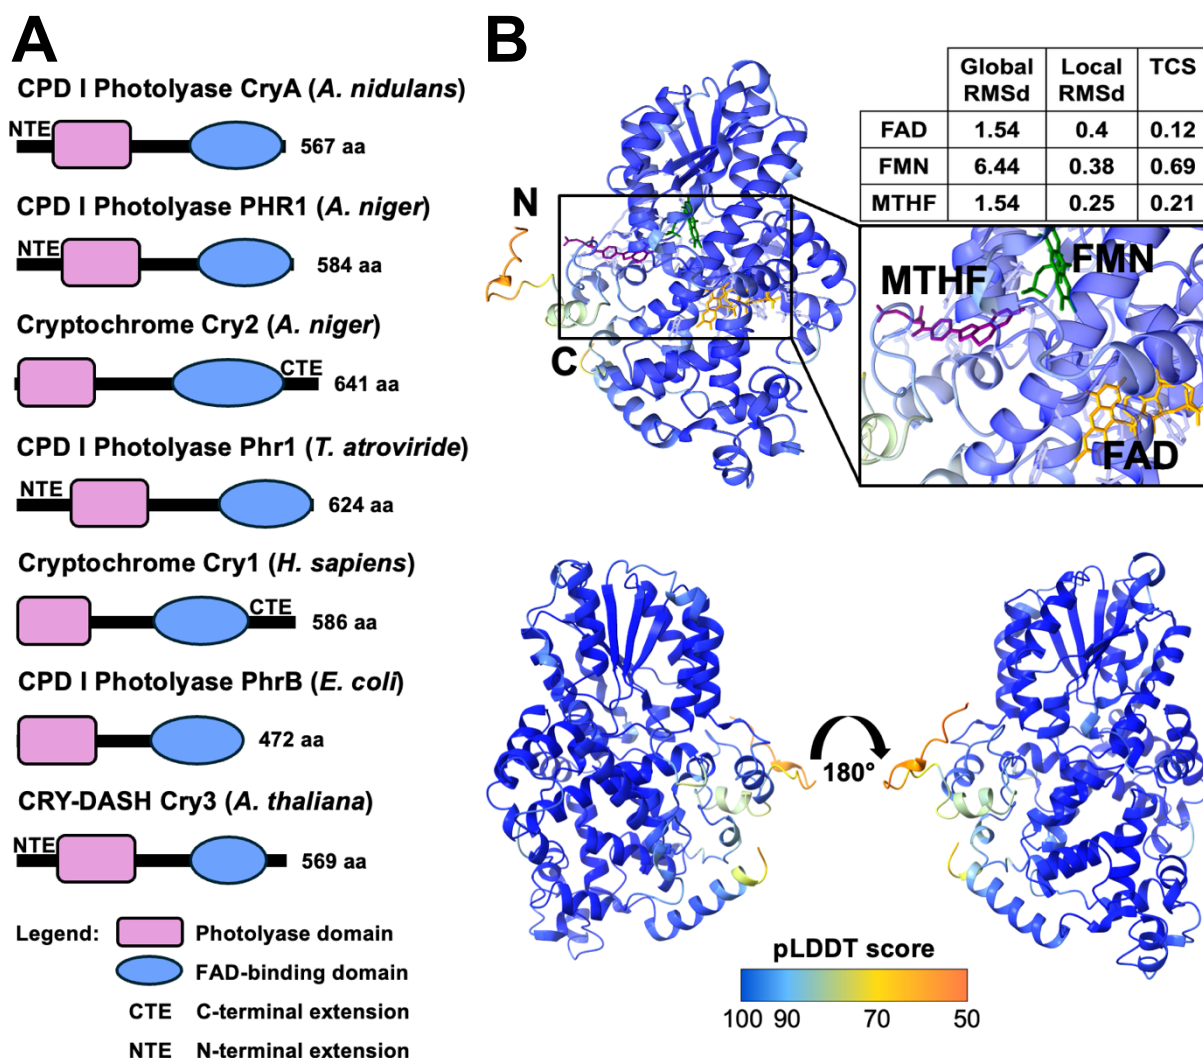 A
CPD I Photolyase CryA (A. nidulans)
NTE
567 aa
CPD I Photolyase PHR1 (A. niger)
NTE
584 aa
Cryptochrome Cry2 (A. niger)
CTE
641 aa
CPD I Photolyase Phr1 (T. atroviride)
NTE
624 aa
Cryptochrome Cry1 (H. sapiens)
CTE
586 aa
CPD I Photolyase PhrB (E. coli)
472 aa
CRY-DASH Cry3 (A. thaliana)
NTE
569 aa
Legend:
Photolyase domain
FAD-binding domain
CTE C-terminal extension
NTE N-terminal extension
B
Global RMSd Local RMSd TCS
FAD 1.54 0.4 0.12
FMN 6.44 0.38 0.69
MTHF 1.54 0.25 0.21
N
C
MTHF
FMN
FAD
180°
pLDDT score
100 90 70 50